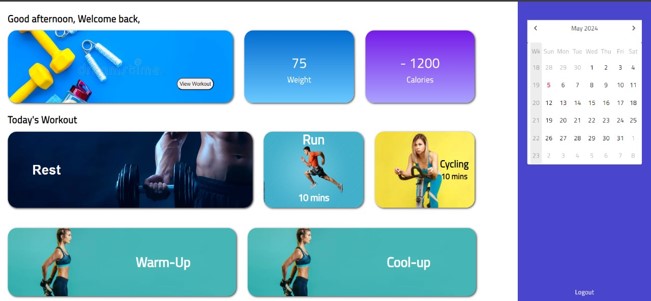 Good afternoon, Welcome back,
View Workout
75
Weight
- 1200
Calories
Today's Workout
Rest
Run
10 mins
Cycling
10 mins
Warm-Up
Cool-up
May 2024
Wk Sun Mon Tue Wed Thu Fri Sat
18 28 29 30 1 2 3 4
19 5 6 7 8 9 10 11
20 12 13 14 15 16 17 18
21 19 20 21 22 23 24 25
22 26 27 28 29 30 31 1
23 2 3 4 5 6 7 8
Logout